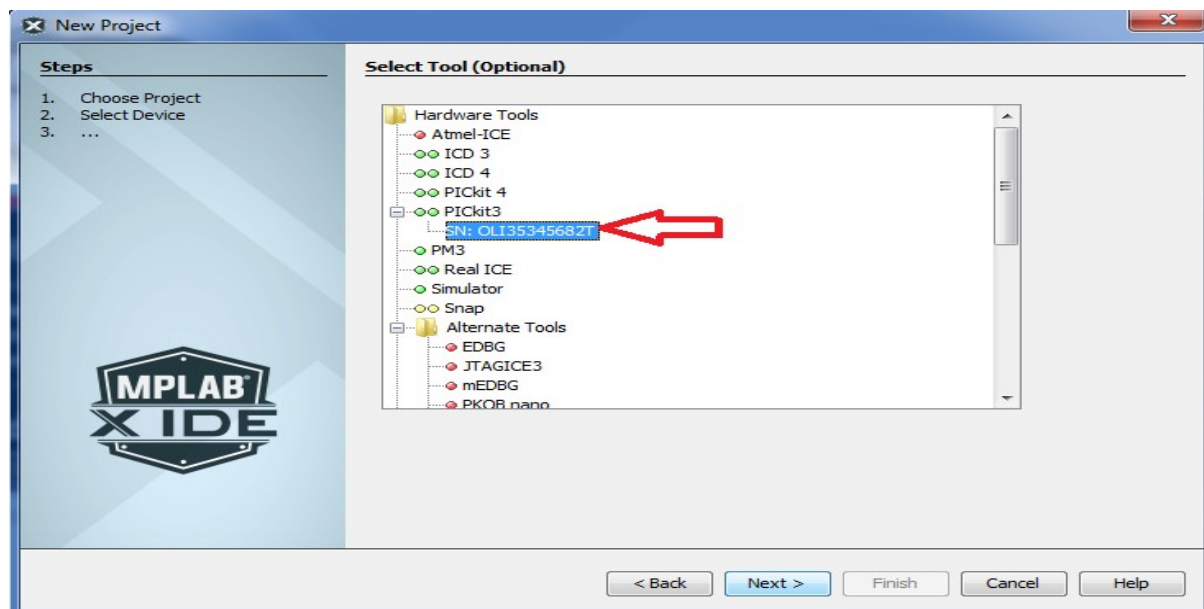 New Project
Steps
1. Choose Project
2. Select Device
3. ...
MPLAB®
X IDE
Select Tool (Optional)
Hardware Tools
Atmel-ICE
ICD 3
ICD 4
PICkit 4
PICkit3
SN: OLI35345682T
PM3
Real ICE
Simulator
Snap
Alternate Tools
EDBG
JTAGICE3
mEDBG
PKOB nano
< Back Next > Finish Cancel Help